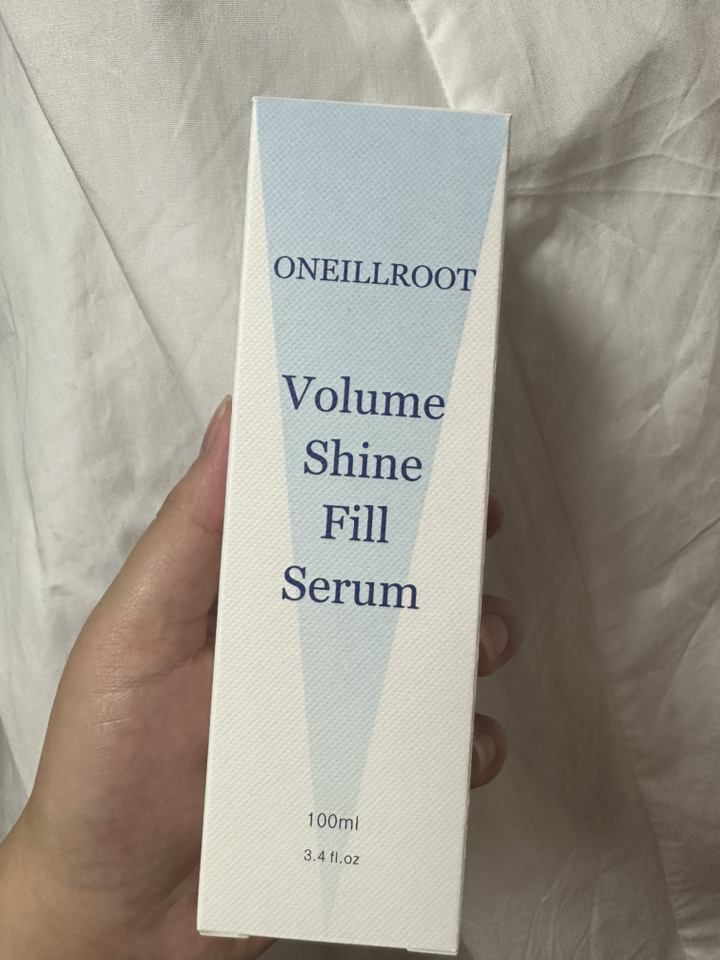 ONEILLROOT
Volume
Shine
Fill
Serum
100ml
3.4 fl.oz